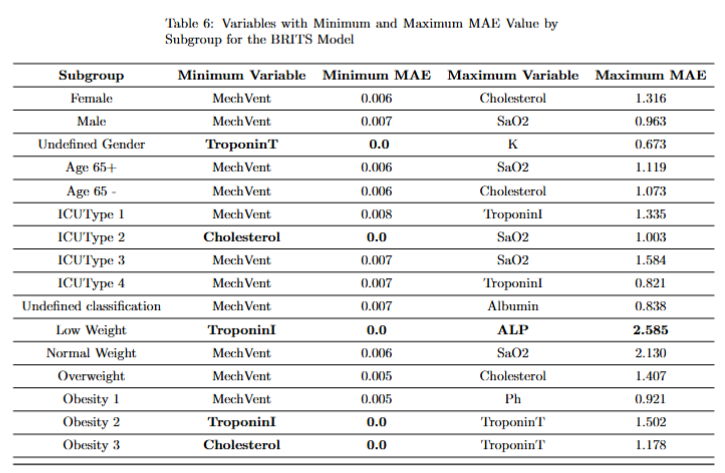 Table 6: Variables with Minimum and Maximum MAE Value by
Subgroup for the BRITS Model
Subgroup Minimum Variable Minimum MAE Maximum Variable Maximum MAE
Female MechVent 0.006 Cholesterol 1.316
Male MechVent 0.007 SaO2 0.963
Undefined Gender TroponinT 0.0 K 0.673
Age 65+ MechVent 0.006 SaO2 1.119
Age 65 - MechVent 0.006 Cholesterol 1.073
ICUType 1 MechVent 0.008 TroponinI 1.335
ICUType 2 Cholesterol 0.0 SaO2 1.003
ICUType 3 MechVent 0.007 SaO2 1.584
ICUType 4 MechVent 0.007 TroponinI 0.821
Undefined classification MechVent 0.007 Albumin 0.838
Low Weight TroponinI 0.0 ALP 2.585
Normal Weight MechVent 0.006 SaO2 2.130
Overweight MechVent 0.005 Cholesterol 1.407
Obesity 1 MechVent 0.005 Ph 0.921
Obesity 2 TroponinI 0.0 TroponinT 1.502
Obesity 3 Cholesterol 0.0 TroponinT 1.178